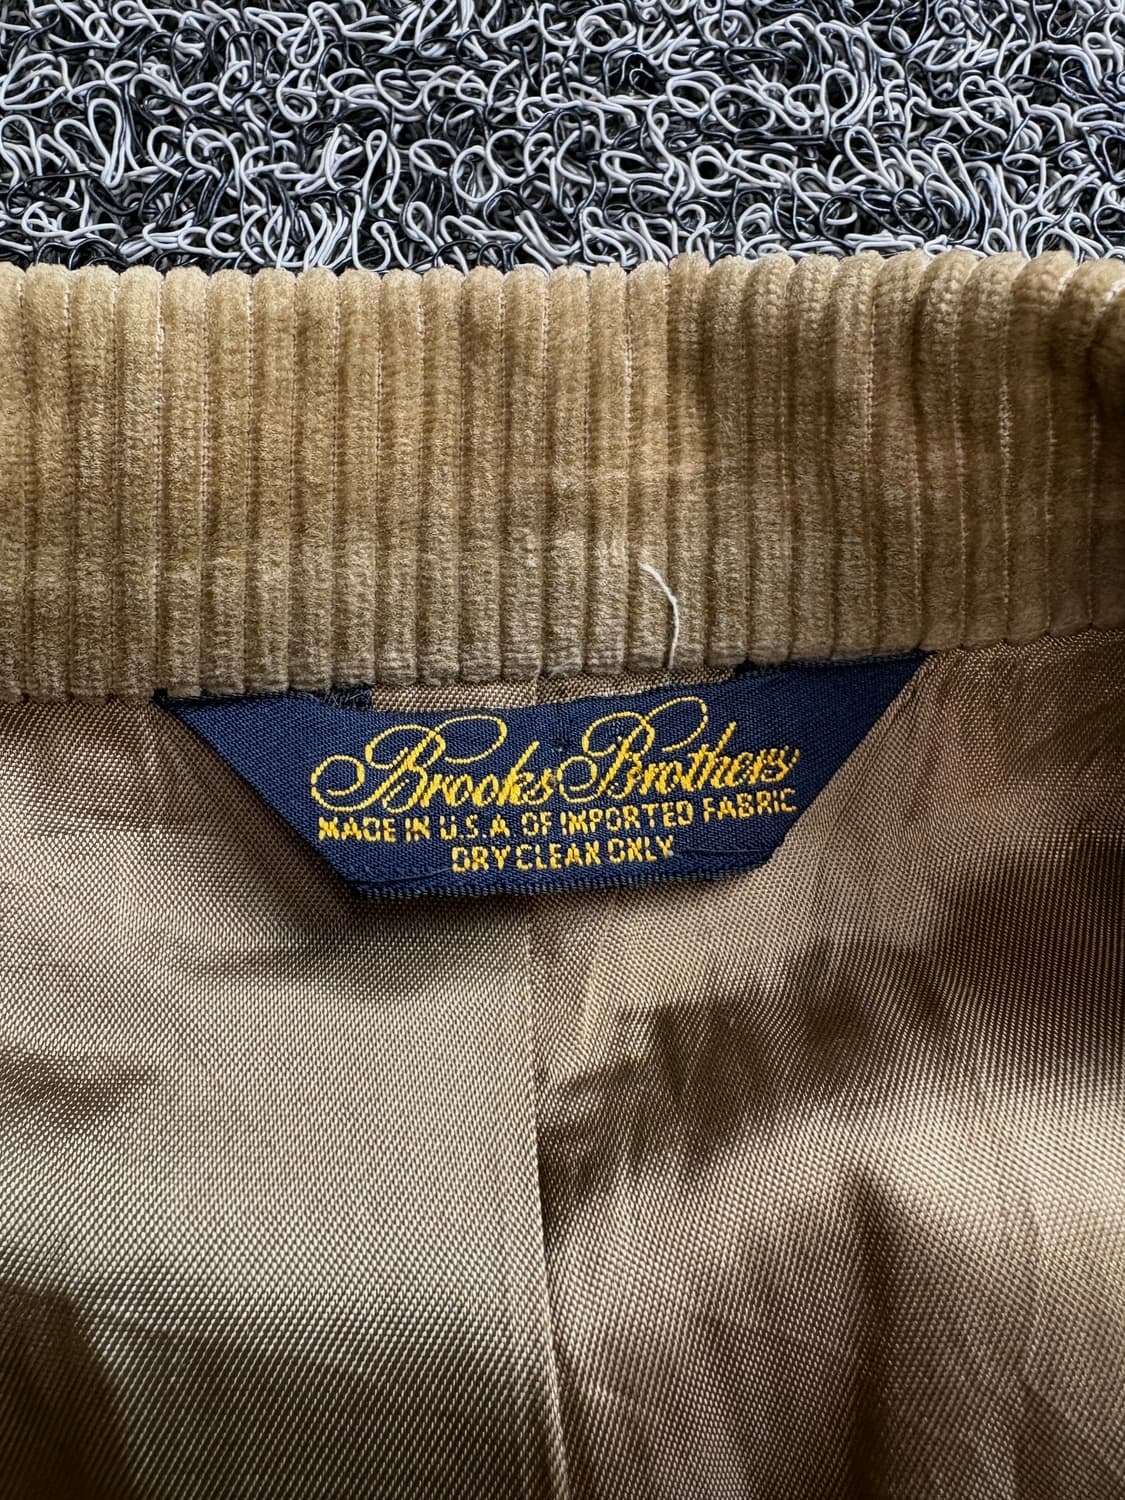 Brooks Brothers
MADE IN U.S.A OF IMPORTED FABRIC
DRY CLEAN ONLY